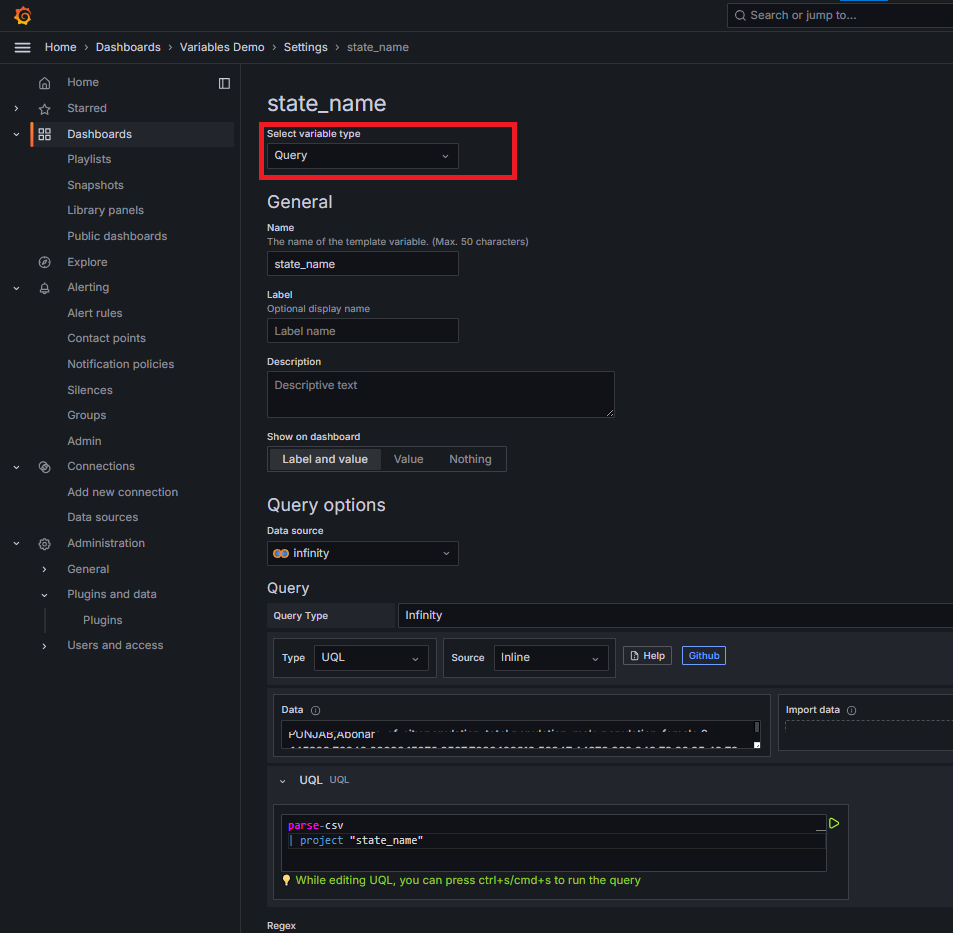 Search or jump to...
Home › Dashboards › Variables Demo › Settings › state_name
Home
Starred
Dashboards
Playlists
Snapshots
Library panels
Public dashboards
Explore
Alerting
Alert rules
Contact points
Notification policies
Silences
Groups
Admin
Connections
Add new connection
Data sources
Administration
General
Plugins and data
Plugins
Users and access
state_name
Select variable type
Query
General
Name
The name of the template variable. (Max. 50 characters)
state_name
Label
Optional display name
Label name
Description
Descriptive text
Show on dashboard
Label and value Value Nothing
Query options
Data source
infinity
Query
Query Type Infinity
Type UQL Source Inline Help Github
Data Import data
PUNJAB,Abohar
UQL UQL
parse-csv
| project "state_name"
While editing UQL, you can press ctrl+s/cmd+s to run the query
Regex